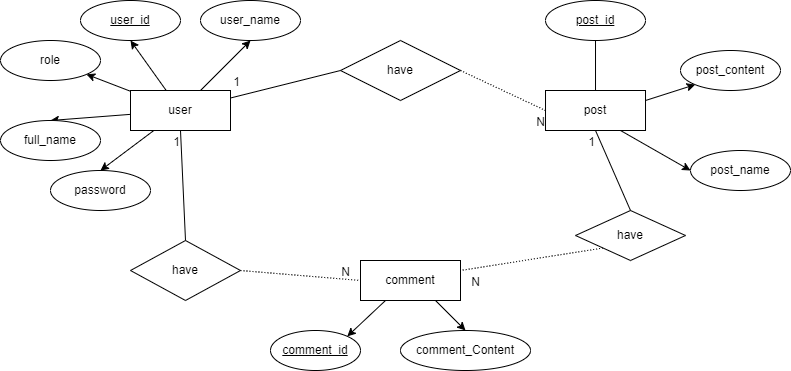 user_id
user_name
post_id
role
have
post_content
1
user
post
N
full_name
1
1
password
post_name
have
have
N
comment
N
comment_id
comment_Content